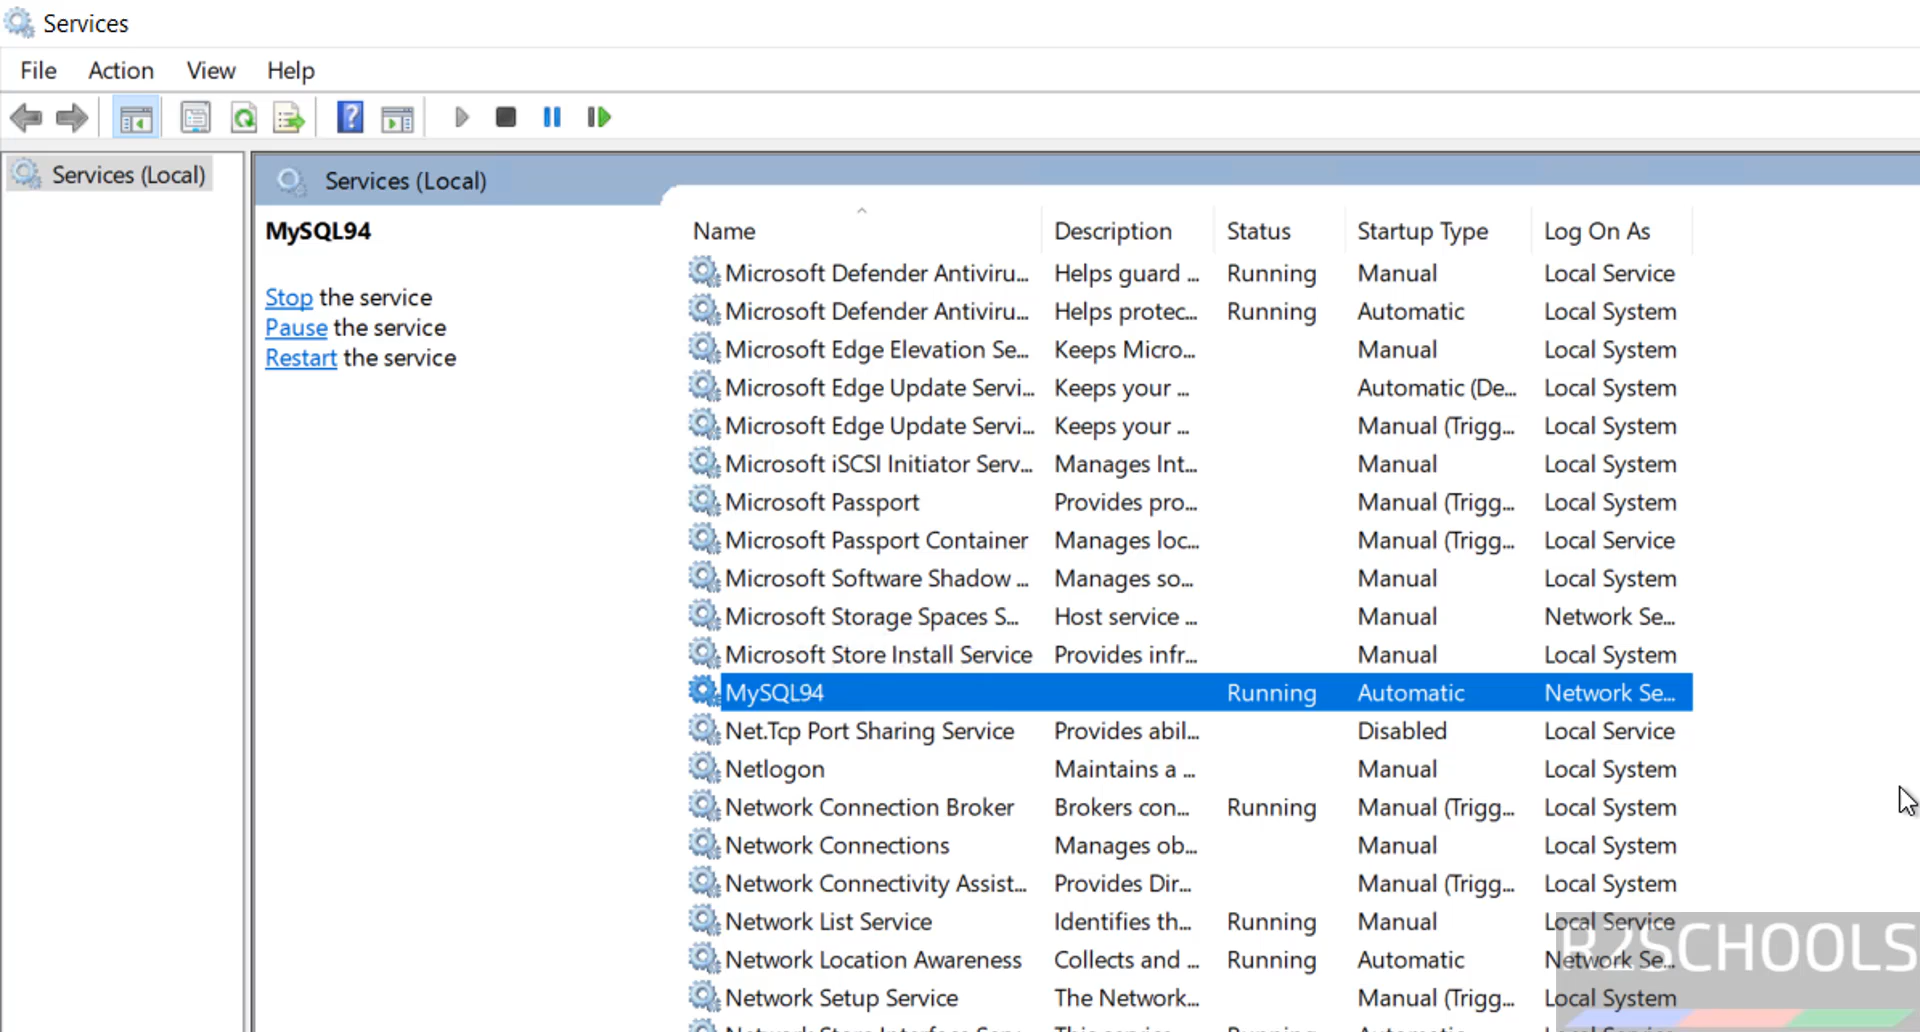 Services
File Action View Help
Services (Local)
Services (Local)
MySQL94
Stop the service
Pause the service
Restart the service
Name Description Status Startup Type Log On As
Microsoft Defender Antiviru... Helps guard ... Running Manual Local Service
Microsoft Defender Antiviru... Helps protec... Running Automatic Local System
Microsoft Edge Elevation Se... Keeps Micro... Manual Local System
Microsoft Edge Update Servi... Keeps your ... Automatic (De... Local System
Microsoft Edge Update Servi... Keeps your ... Manual (Trigg... Local System
Microsoft iSCSI Initiator Serv... Manages Int... Manual Local System
Microsoft Passport Provides pro... Manual (Trigg... Local System
Microsoft Passport Container Manages loc... Manual (Trigg... Local Service
Microsoft Software Shadow ... Manages so... Manual Local System
Microsoft Storage Spaces S... Host service ... Manual Network Se...
Microsoft Store Install Service Provides infr... Manual Local System
MySQL94 Running Automatic Network Se...
Net.Tcp Port Sharing Service Provides abil... Disabled Local Service
Netlogon Maintains a ... Manual Local System
Network Connection Broker Brokers con... Running Manual (Trigg... Local System
Network Connections Manages ob... Manual Local System
Network Connectivity Assist... Provides Dir... Manual (Trigg... Local System
Network List Service Identifies th... Running Manual Local Service
Network Location Awareness Collects and ... Running Automatic Network Se...
R2SCHOOLS
Network Setup Service The Network... Manual (Trigg... Local System